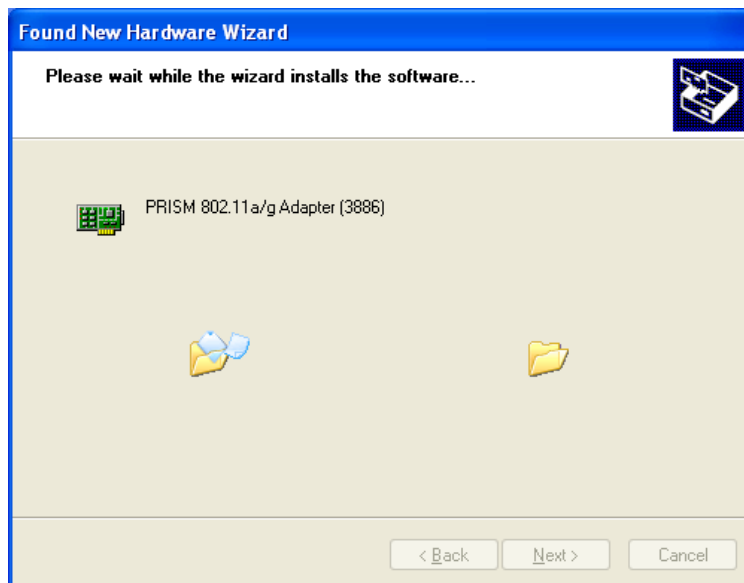 Found New Hardware Wizard
Please wait while the wizard installs the software...
PRISM 802.11a/g Adapter (3886)
< Back Next > Cancel